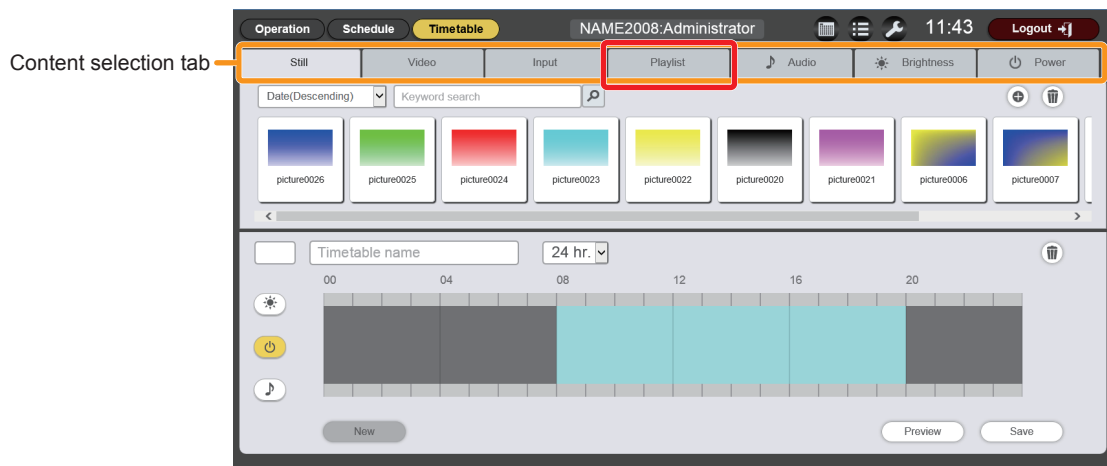 Operation Schedule Timetable NAME2008:Administrator 11:43 Logout
Content selection tab
Still Video Input Playlist Audio Brightness Power
Date(Descending) Keyword search
picture0026 picture0025 picture0024 picture0023 picture0022 picture0020 picture0021 picture0006 picture0007
Timetable name 24 hr.
00 04 08 12 16 20
New Preview Save